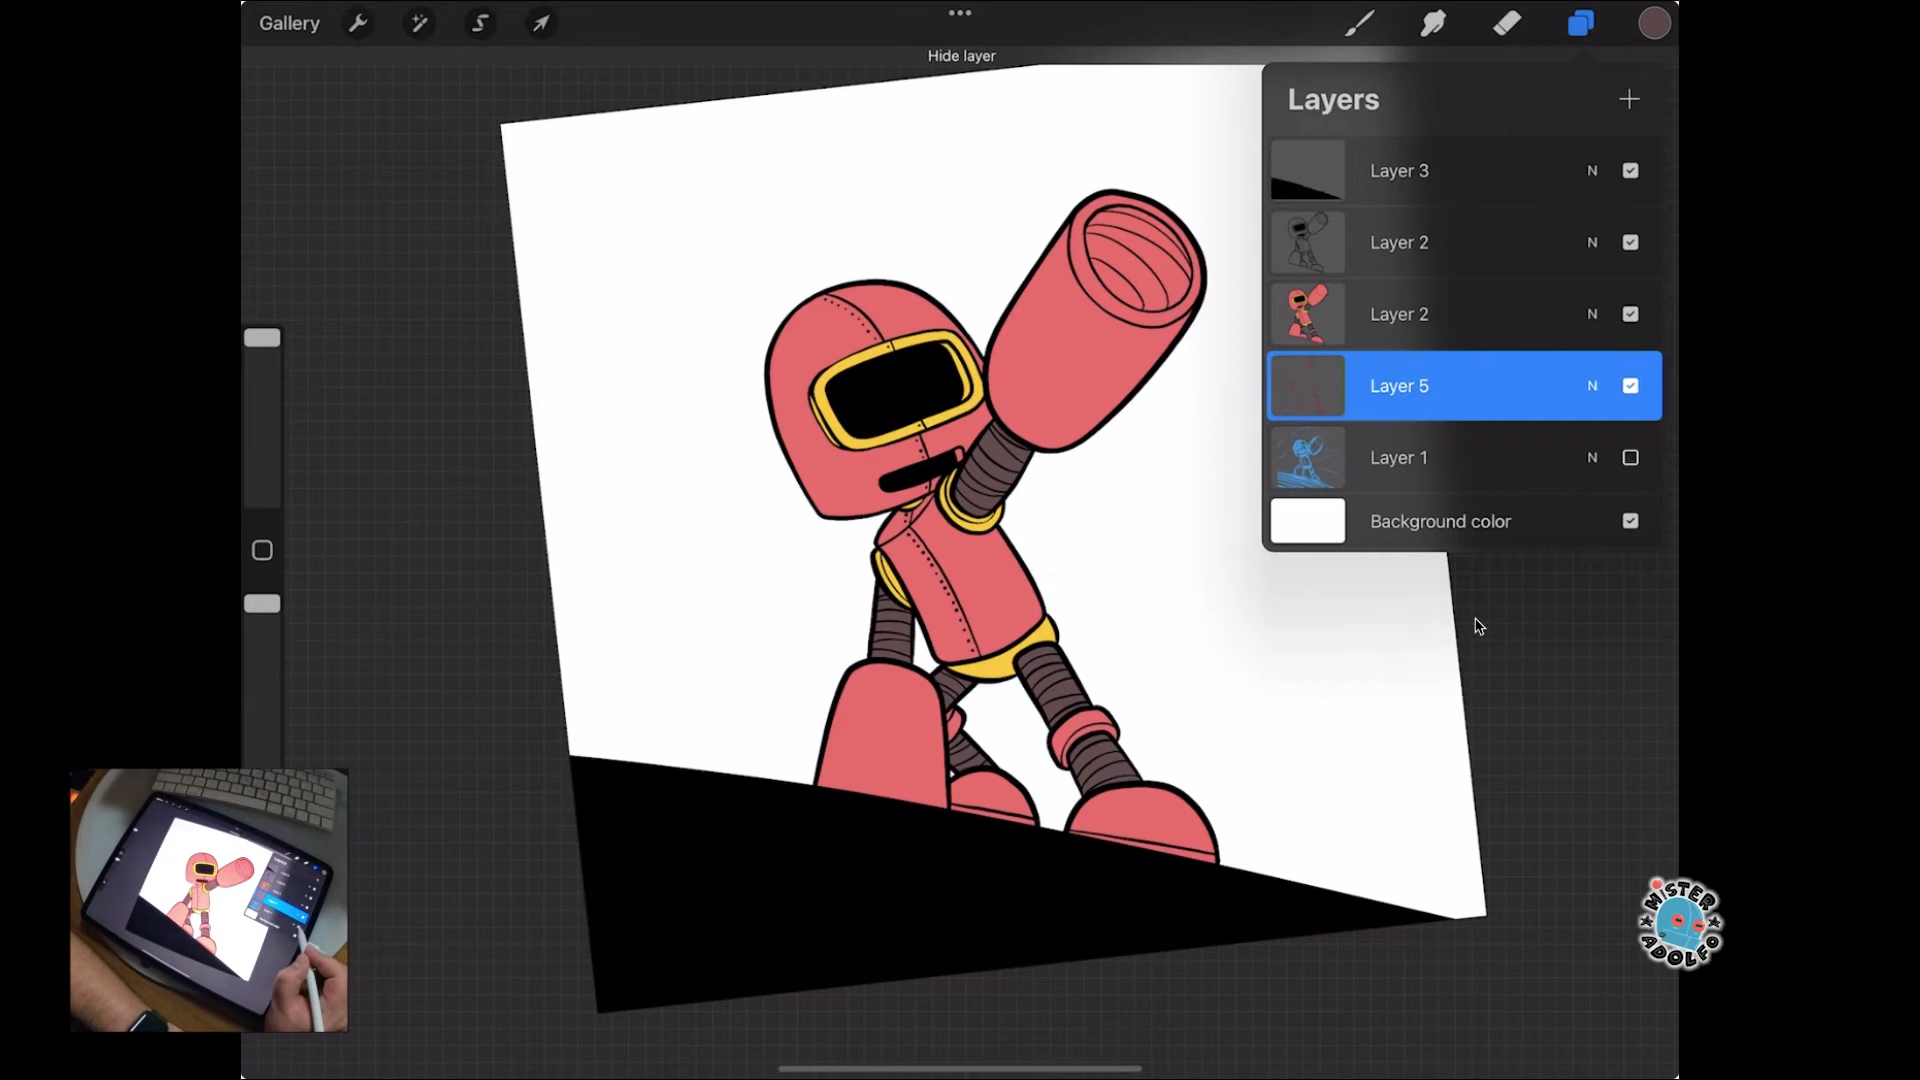 Gallery
Hide layer
Layers
Layer 3 N
Layer 2 N
Layer 2 N
Layer 5 N
Layer 1 N
Background color
MISTER
ADOLFO